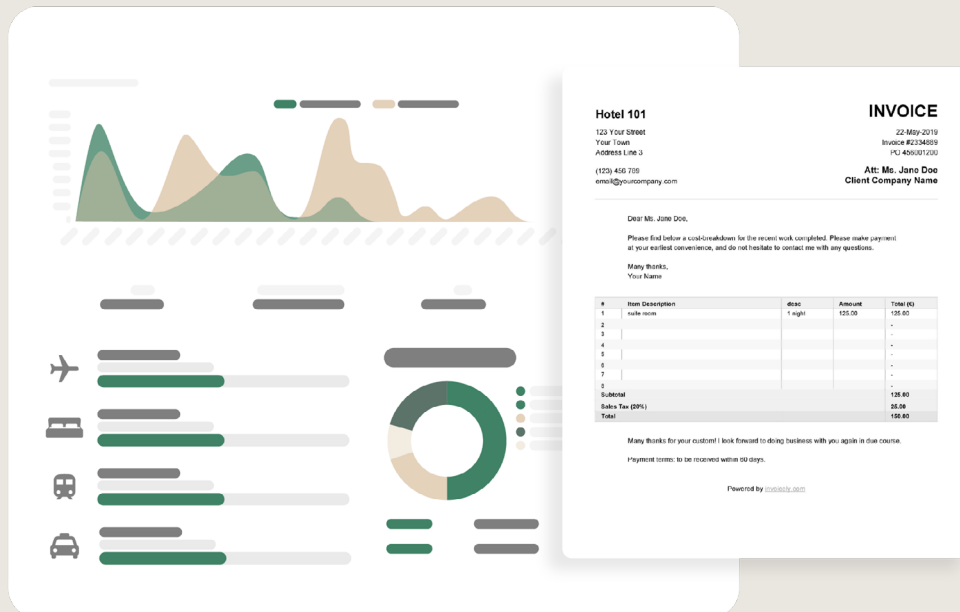 Hotel 101
INVOICE
123 Your Street
Your Town
Address Line 3
22-May-2019
Invoice #2334889
PO 456001200
(123) 456 789
email@yourcompany.com
Att: Ms. Jane Doe
Client Company Name
Dear Ms. Jane Doe,
Please find below a cost-breakdown for the recent work completed. Please make payment
at your earliest convenience, and do not hesitate to contact me with any questions.
Many thanks,
Your Name
# Item Description desc Amount Total (€)
1 suite room 1 night 125.00 125.00
2 -
3 -
4 -
5 -
6 -
7 -
8 -
Subtotal 125.00
Sales Tax (20%) 25.00
Total 150.00
Many thanks for your custom! I look forward to doing business with you again in due course.
Payment terms: to be received within 60 days.
Powered by invoicely.com